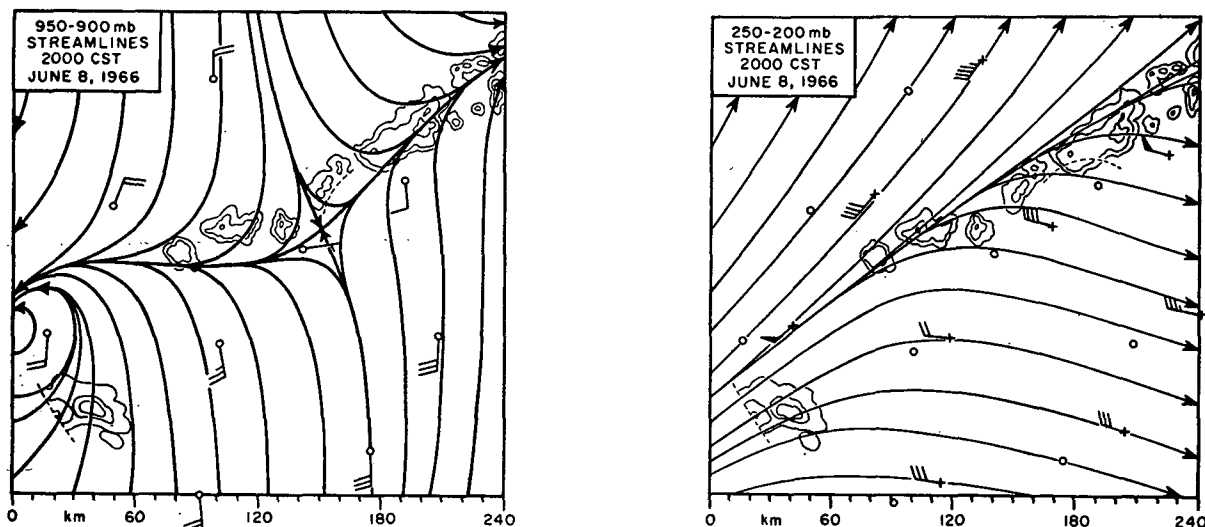 950-900 mb
STREAMLINES
2000 CST
JUNE 8, 1966
0 km 60 120 180 240
250-200 mb
STREAMLINES
2000 CST
JUNE 8, 1966
0 km 60 120 180 240